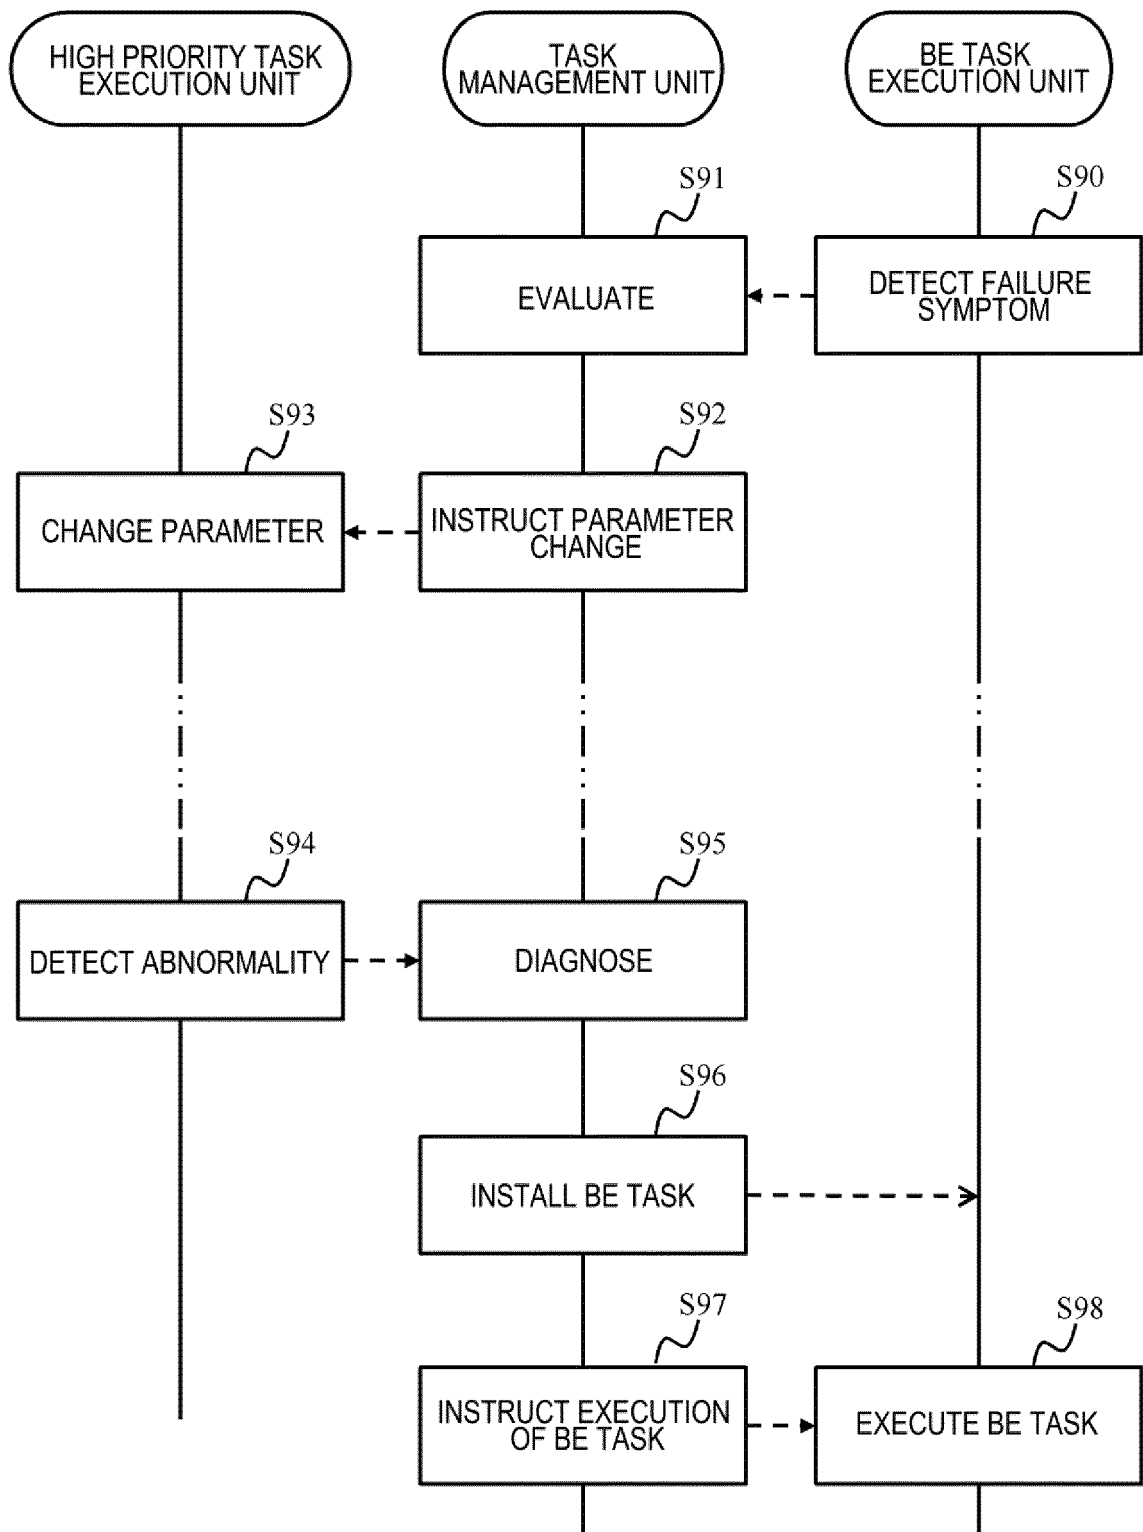 HIGH PRIORITY TASK
EXECUTION UNIT
TASK
MANAGEMENT UNIT
BE TASK
EXECUTION UNIT
S91
S90
EVALUATE
DETECT FAILURE
SYMPTOM
S93
S92
CHANGE PARAMETER
INSTRUCT PARAMETER
CHANGE
S94
S95
DETECT ABNORMALITY
DIAGNOSE
S96
INSTALL BE TASK
S97
S98
INSTRUCT EXECUTION
OF BE TASK
EXECUTE BE TASK